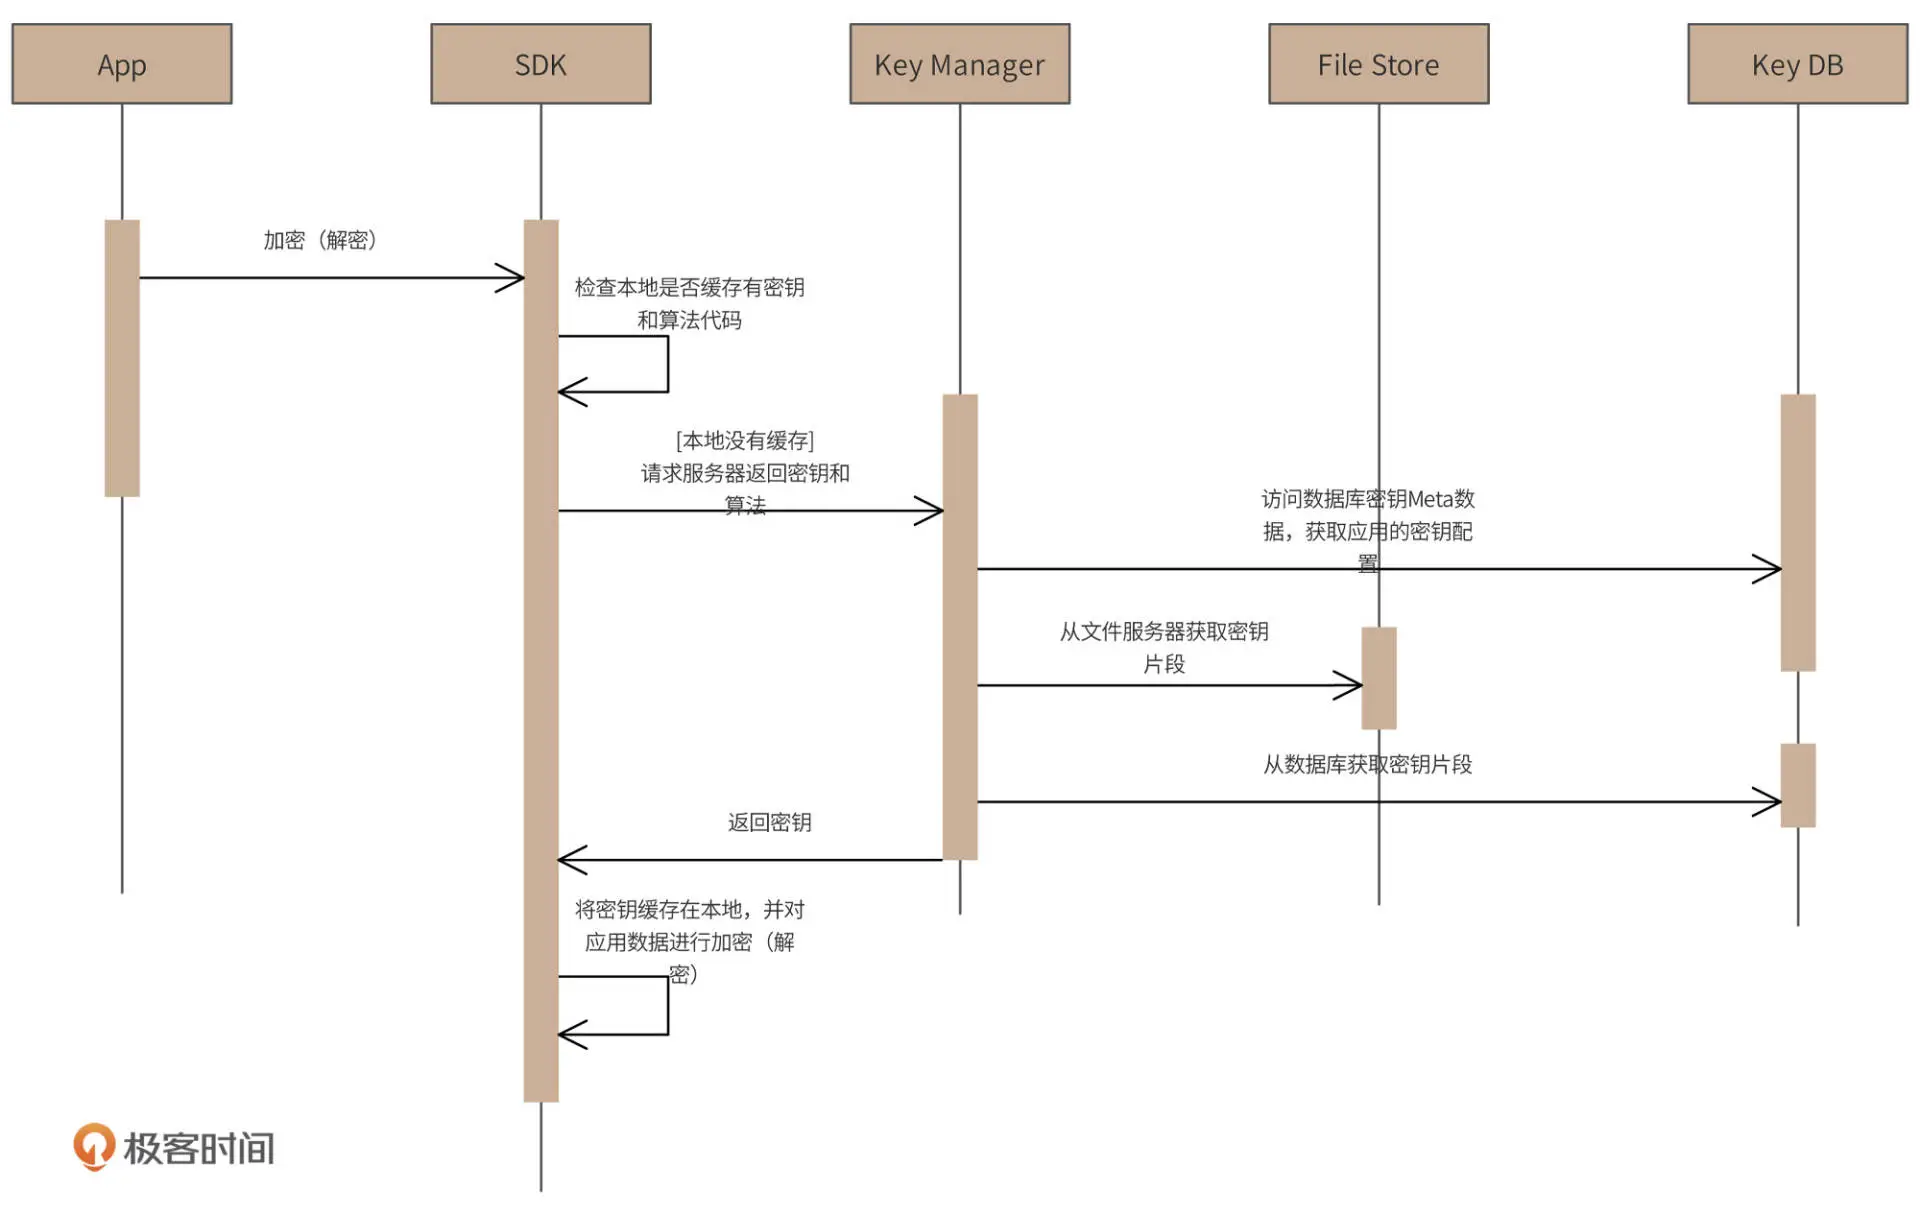 App
SDK
Key Manager
File Store
Key DB
加密（解密）
检查本地是否缓存有密钥
和算法代码
[本地没有缓存]
请求服务器返回密钥和
算法
访问数据库密钥Meta数
据，获取应用的密钥配
置
从文件服务器获取密钥
片段
从数据库获取密钥片段
返回密钥
将密钥缓存在本地，并对
应用数据进行加密（解
密）
极客时间